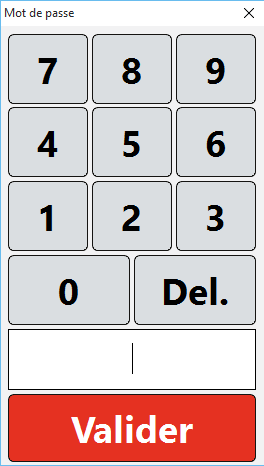 Mot de passe
7 8 9
4 5 6
1 2 3
0 Del.
Valider